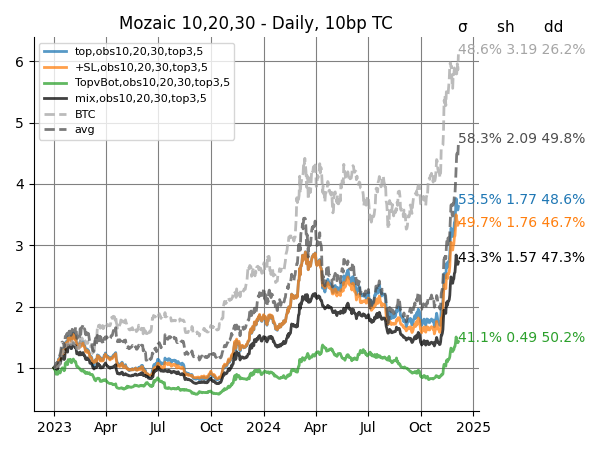 Mozaic 10,20,30 - Daily, 10bp TC
σ sh dd
top,obs10,20,30,top3,5
+SL,obs10,20,30,top3,5
TopvBot,obs10,20,30,top3,5
mix,obs10,20,30,top3,5
BTC
avg
48.6% 3.19 26.2%
58.3% 2.09 49.8%
53.5% 1.77 48.6%
49.7% 1.76 46.7%
43.3% 1.57 47.3%
41.1% 0.49 50.2%
6
5
4
3
2
1
2023 Apr Jul Oct 2024 Apr Jul Oct 2025